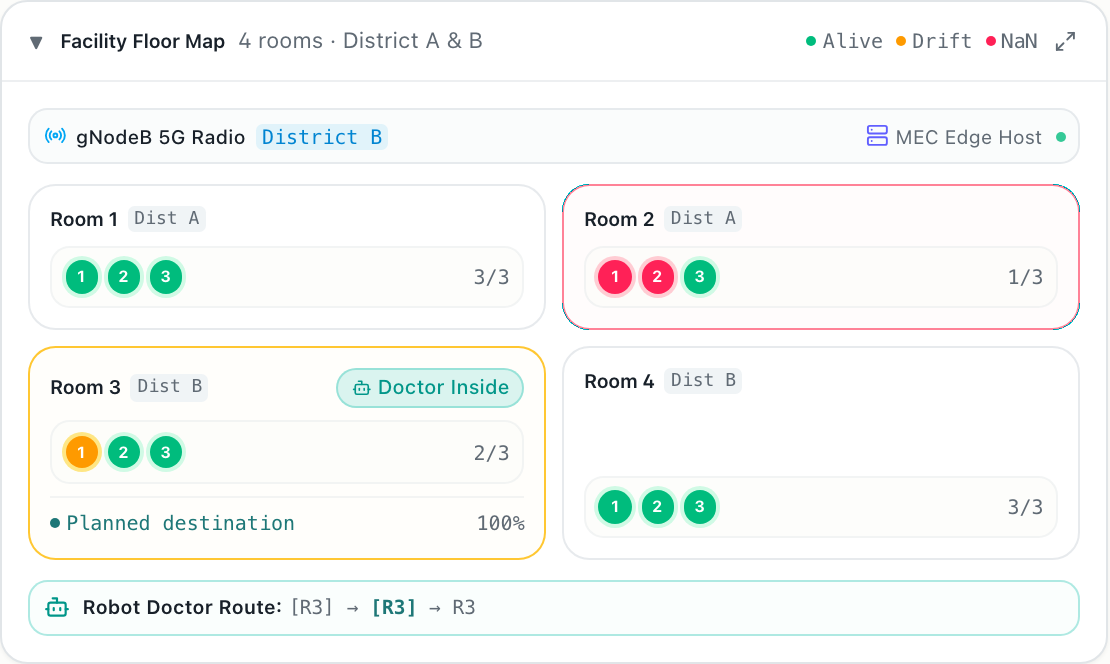 ▼ Facility Floor Map 4 rooms · District A & B Alive Drift NaN
gNodeB 5G Radio District B MEC Edge Host
Room 1 Dist A
1 2 3 3/3
Room 2 Dist A
1 2 3 1/3
Room 3 Dist B Doctor Inside
1 2 3 2/3
Planned destination 100%
Room 4 Dist B
1 2 3 3/3
Robot Doctor Route: [R3] → [R3] → R3